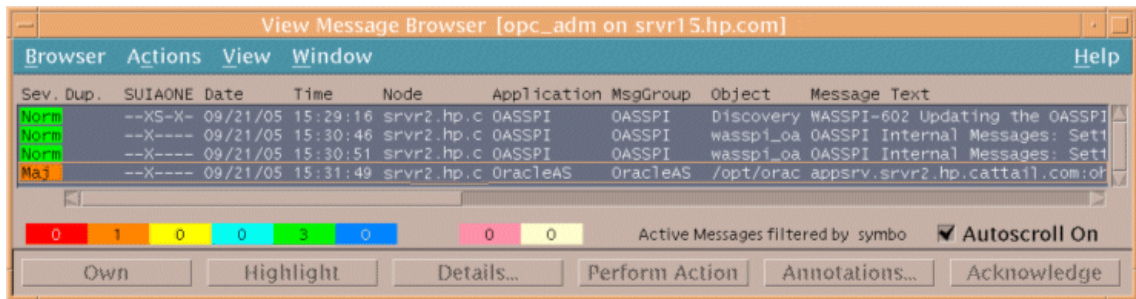 View Message Browser [opc_adm on srvr15.hp.com]
Browser Actions View Window Help
Sev. Dup. SUIAONE Date Time Node Application MsgGroup Object Message Text
Norm --XS-X- 09/21/05 15:29:16 srvr2.hp.c OASSPI OASSPI Discovery WASSPI-602 Updating the OASSPI
Norm --X---- 09/21/05 15:30:46 srvr2.hp.c OASSPI OASSPI wasspi_oa OASSPI Internal Messages: Sett
Norm --X---- 09/21/05 15:30:51 srvr2.hp.c OASSPI OASSPI wasspi_oa OASSPI Internal Messages: Sett
Maj --X---- 09/21/05 15:31:49 srvr2.hp.c OracleAS OracleAS /opt/orac appsrv.srvr2.hp.cattail.com:oh
0 1 0 0 3 0 0 0 Active Messages filtered by symbo Autoscroll On
Own Highlight Details... Perform Action Annotations... Acknowledge